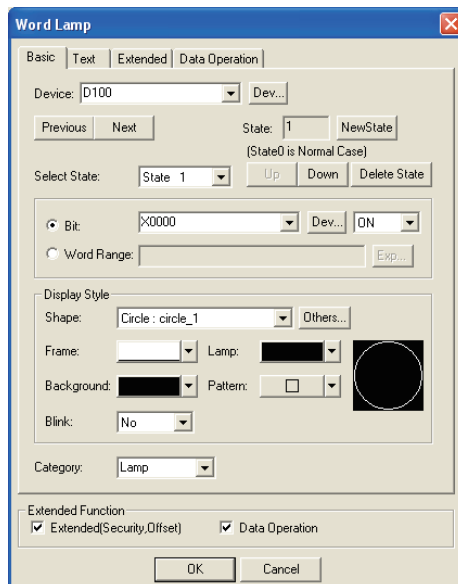 Word Lamp
Basic Text Extended Data Operation
Device: D100 Dev...
Previous Next State: 1 NewState
(State0 is Normal Case)
Select State: State 1 Up Down Delete State
Bit: X0000 Dev... ON
Word Range: Exp...
Display Style
Shape: Circle : circle_1 Others...
Frame: Lamp:
Background: Pattern:
Blink: No
Category: Lamp
Extended Function
Extended(Security,Offset) Data Operation
OK Cancel